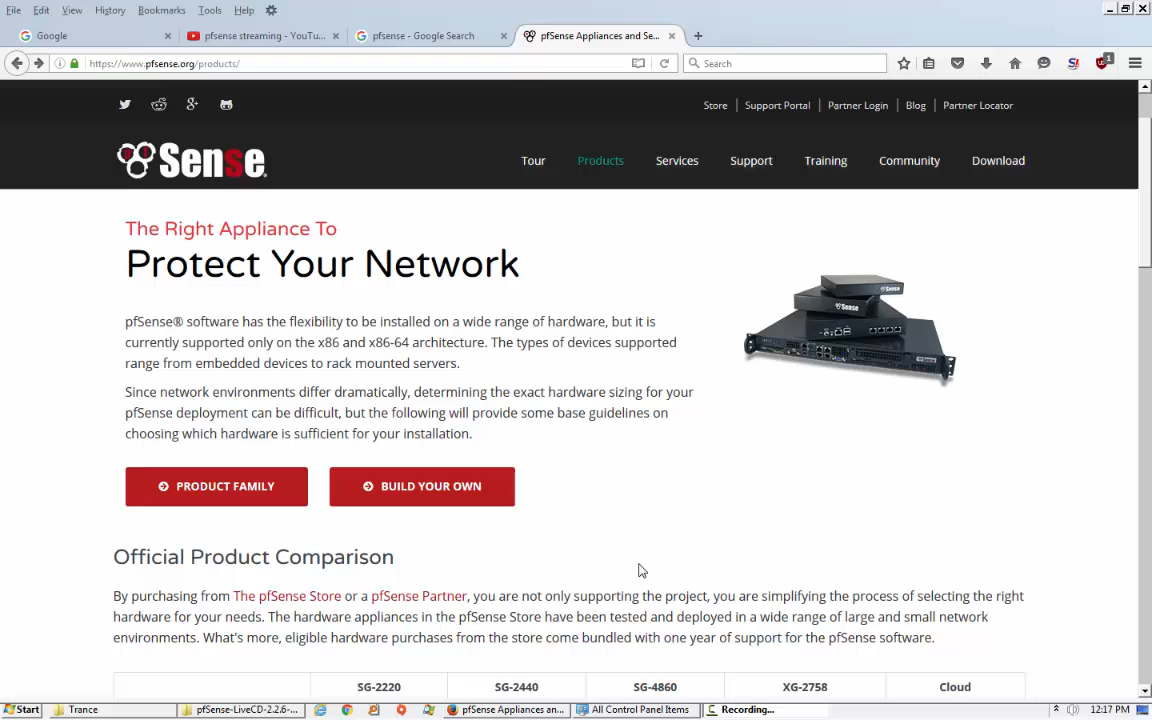 File Edit View History Bookmarks Tools Help
Google
pfsense streaming - YouTu...
pfsense - Google Search
pfSense Appliances and Se...
https://www.pfsense.org/products/
Search
1
Store Support Portal Partner Login Blog Partner Locator
Sense
Tour Products Services Support Training Community Download
The Right Appliance To
Protect Your Network
pfSense® software has the flexibility to be installed on a wide range of hardware, but it is
currently supported only on the x86 and x86-64 architecture. The types of devices supported
range from embedded devices to rack mounted servers.
Since network environments differ dramatically, determining the exact hardware sizing for your
pfSense deployment can be difficult, but the following will provide some base guidelines on
choosing which hardware is sufficient for your installation.
PRODUCT FAMILY
BUILD YOUR OWN
Official Product Comparison
By purchasing from The pfSense Store or a pfSense Partner, you are not only supporting the project, you are simplifying the process of selecting the right
hardware for your needs. The hardware appliances in the pfSense Store have been tested and deployed in a wide range of large and small network
environments. What's more, eligible hardware purchases from the store come bundled with one year of support for the pfSense software.
SG-2220 SG-2440 SG-4860 XG-2758 Cloud
Start Trance pfSense-LiveCD-2.2.6-... pfSense Appliances an... All Control Panel Items Recording... 12:17 PM